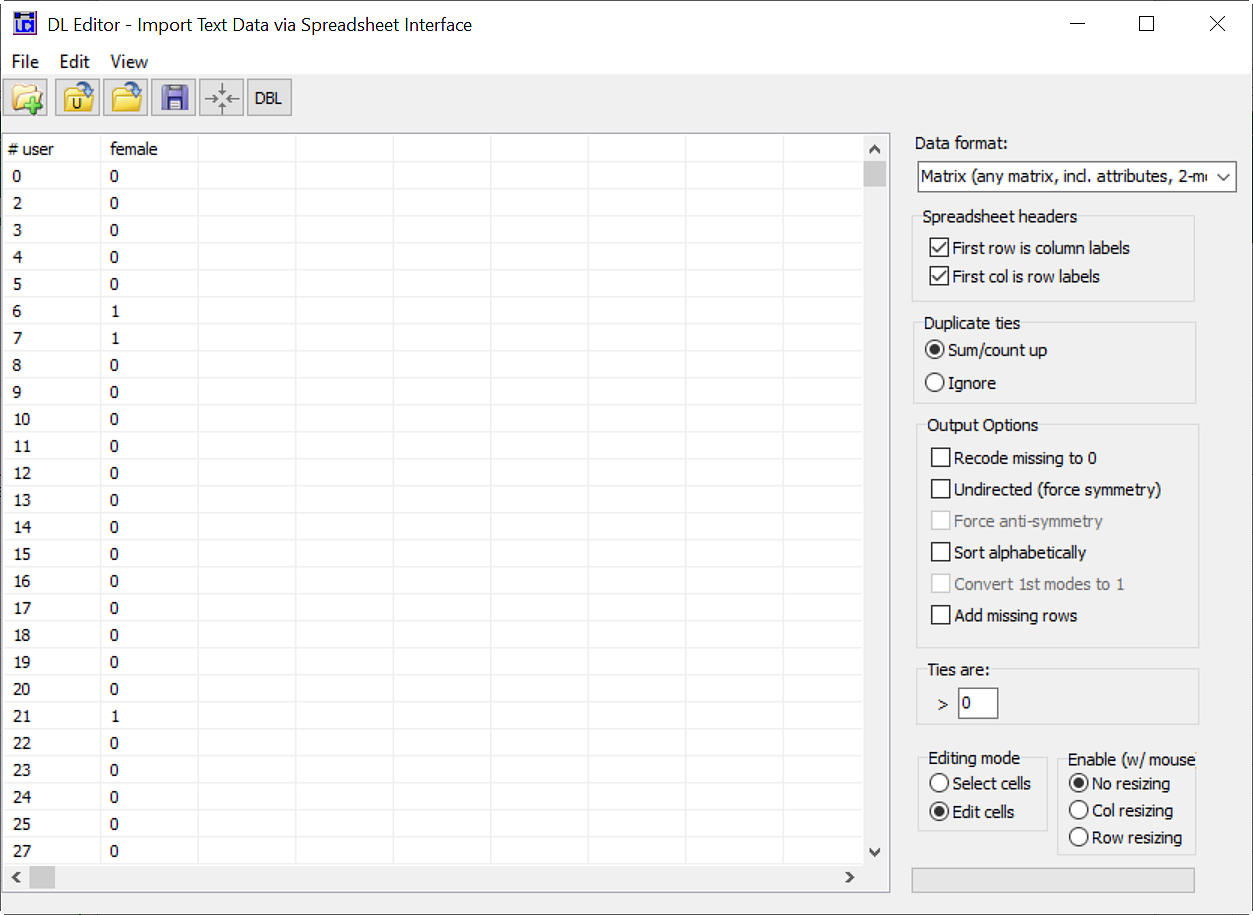 DL Editor - Import Text Data via Spreadsheet Interface
File Edit View
U DBL
# user female
0 0
2 0
3 0
4 0
5 0
6 1
7 1
8 0
9 0
10 0
11 0
12 0
13 0
14 0
15 0
16 0
17 0
18 0
19 0
20 0
21 1
22 0
23 0
24 0
25 0
27 0
Data format:
Matrix (any matrix, incl. attributes, 2-m
Spreadsheet headers
First row is column labels
First col is row labels
Duplicate ties
Sum/count up
Ignore
Output Options
Recode missing to 0
Undirected (force symmetry)
Force anti-symmetry
Sort alphabetically
Convert 1st modes to 1
Add missing rows
Ties are:
> 0
Editing mode
Select cells
Edit cells
Enable (w/ mouse
No resizing
Col resizing
Row resizing